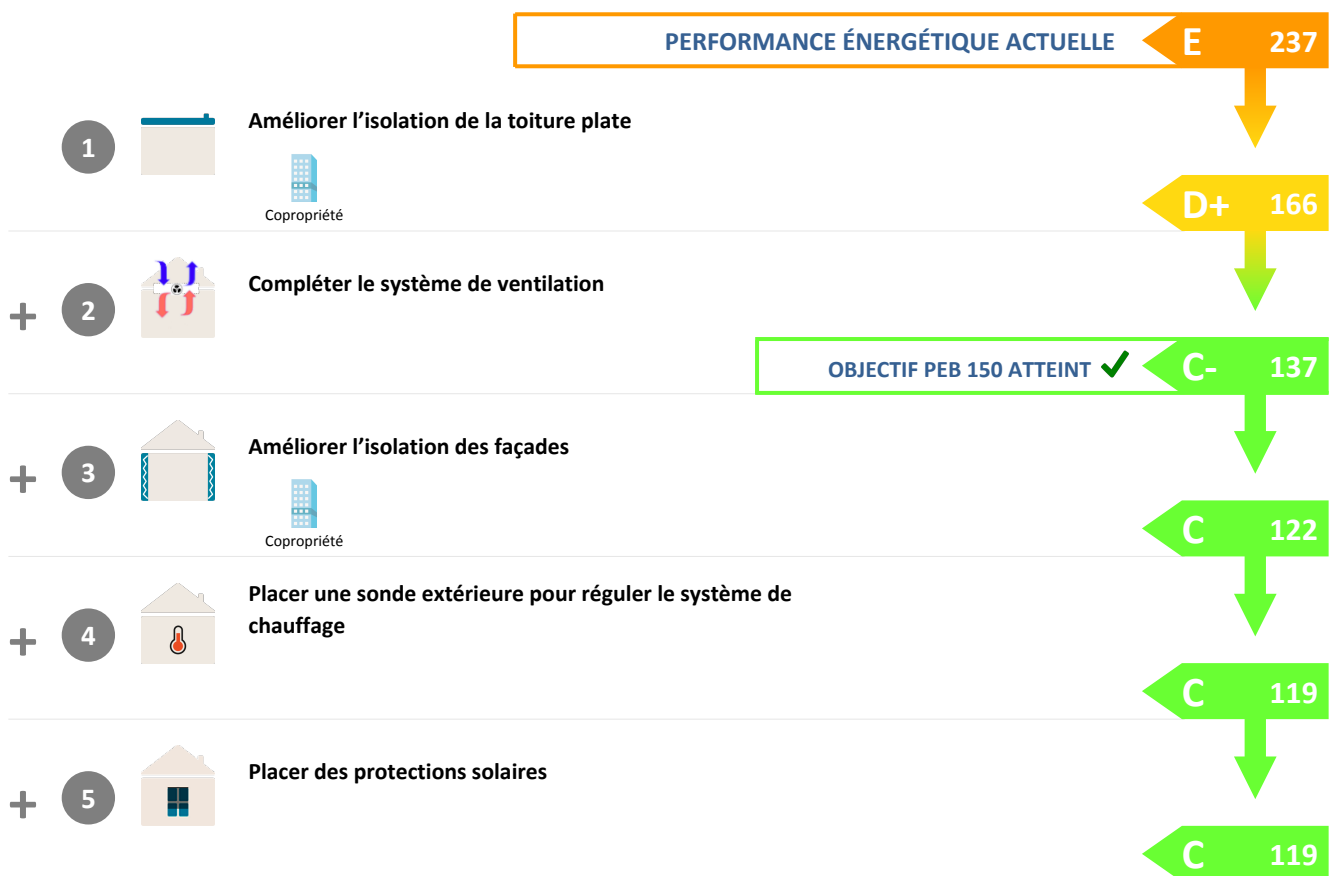 PERFORMANCE ÉNERGÉTIQUE ACTUELLE E 237
1 Améliorer l’isolation de la toiture plate
Copropriété
D+ 166
+ 2 Compléter le système de ventilation
OBJECTIF PEB 150 ATTEINT ✓ C- 137
+ 3 Améliorer l’isolation des façades
Copropriété
C 122
+ 4 Placer une sonde extérieure pour réguler le système de
chauffage
C 119
+ 5 Placer des protections solaires
C 119